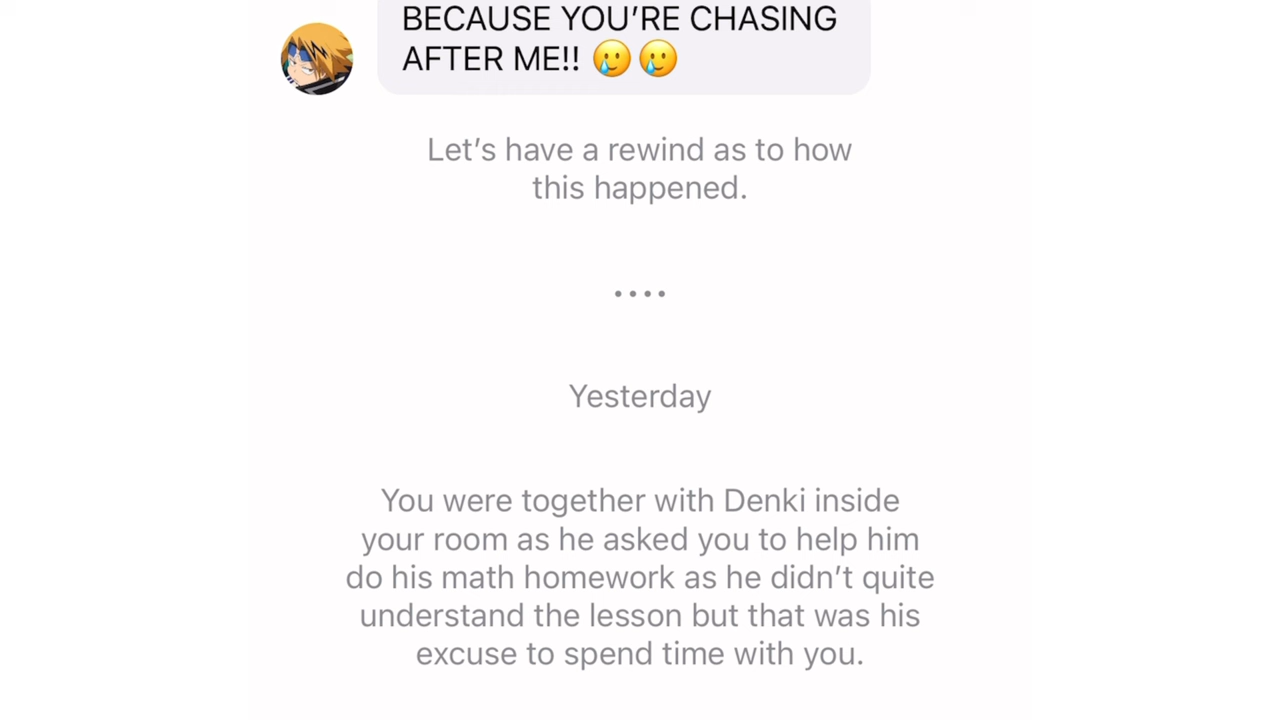 BECAUSE YOU’RE CHASING
AFTER ME!! 🥲🥲
Let’s have a rewind as to how
this happened.
....
Yesterday
You were together with Denki inside
your room as he asked you to help him
do his math homework as he didn’t quite
understand the lesson but that was his
excuse to spend time with you.